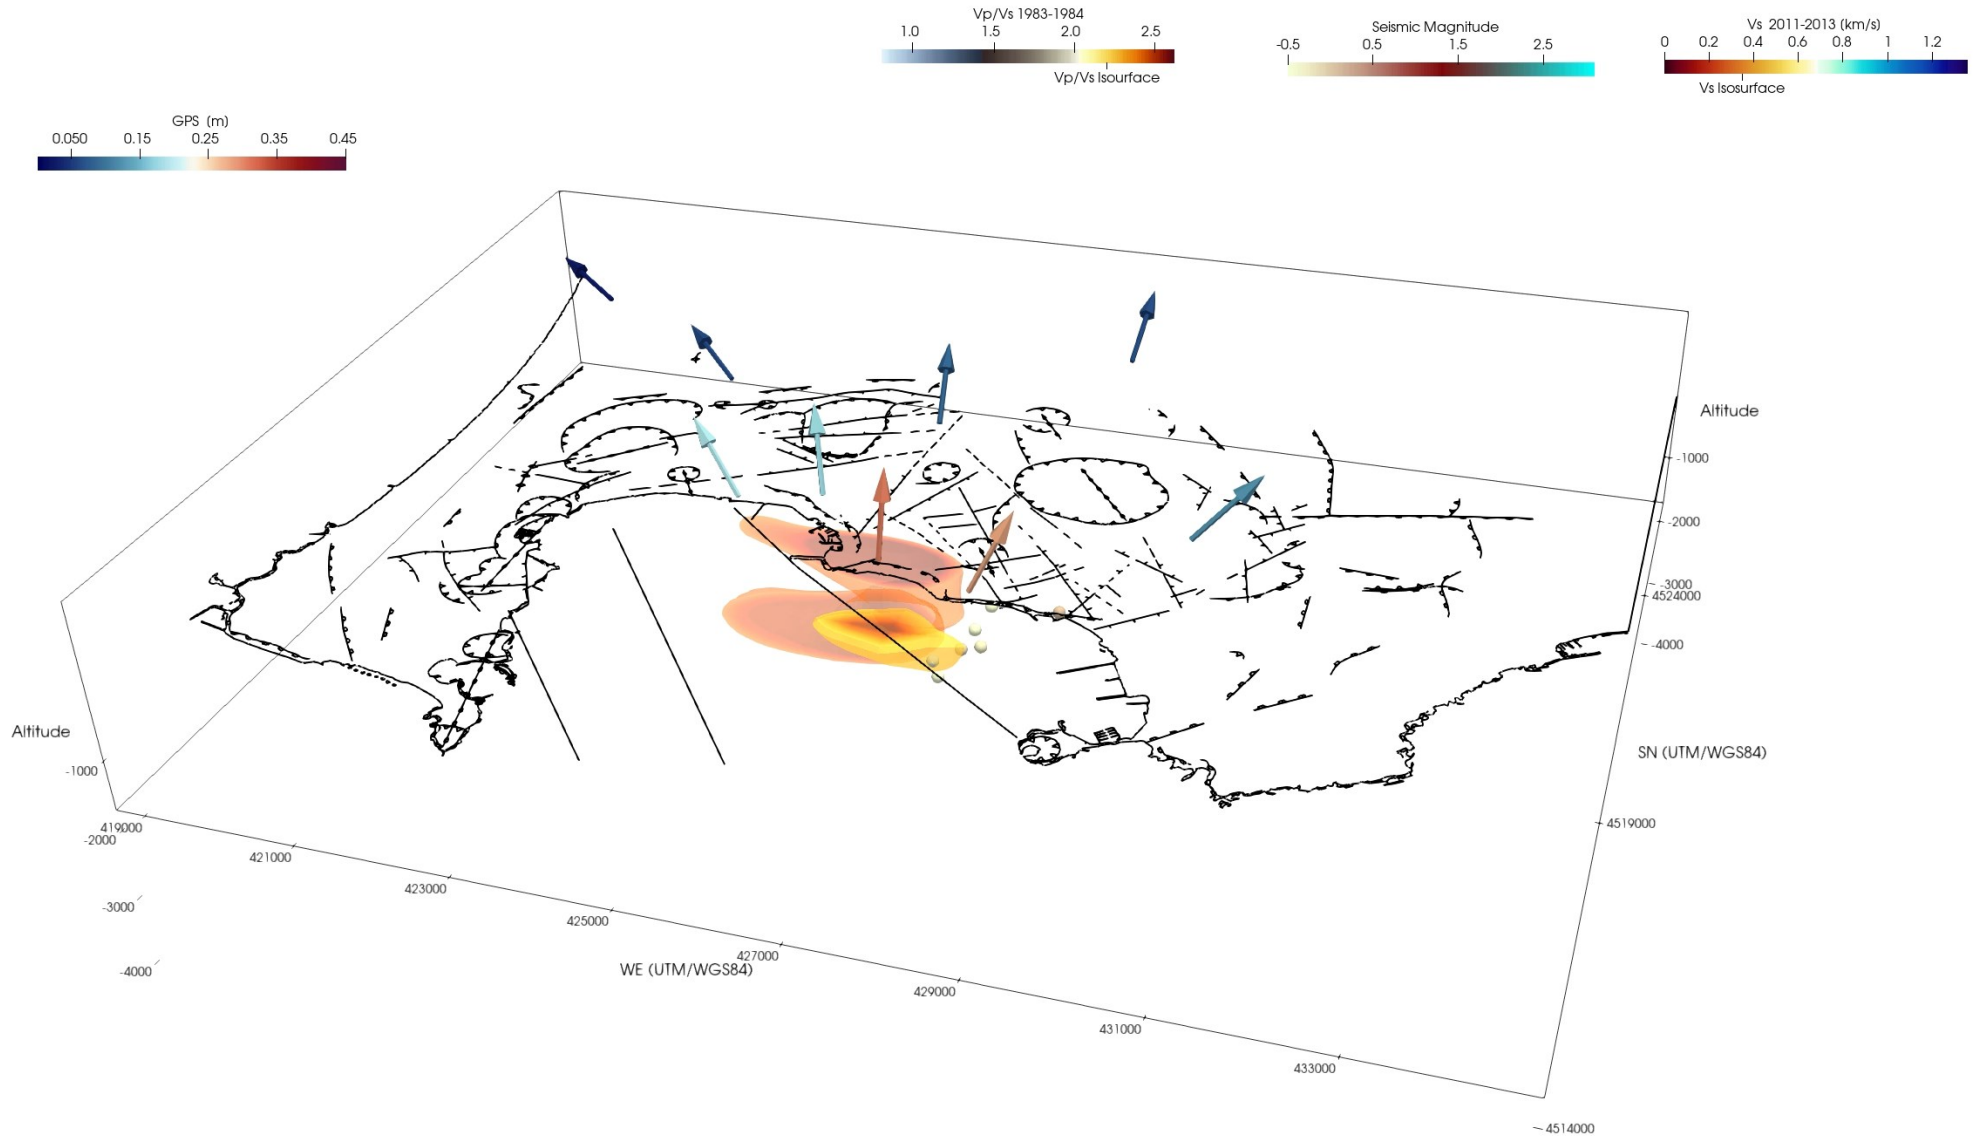 Vp/Vs 1983-1984
1.0 1.5 2.0 2.5
Vp/Vs Isourface
Seismic Magnitude
-0.5 0.5 1.5 2.5
Vs 2011-2013 [km/s]
0 0.2 0.4 0.6 0.8 1 1.2
Vs Isosurface
GPS [m]
0.050 0.15 0.25 0.35 0.45
Altitude
-1000
-2000
-3000
4524000
-4000
Altitude
-1000
SN (UTM/WGS84)
4519000
419000
-2000
421000
423000
-3000
425000
427000
-4000
WE (UTM/WGS84)
429000
431000
433000
4514000